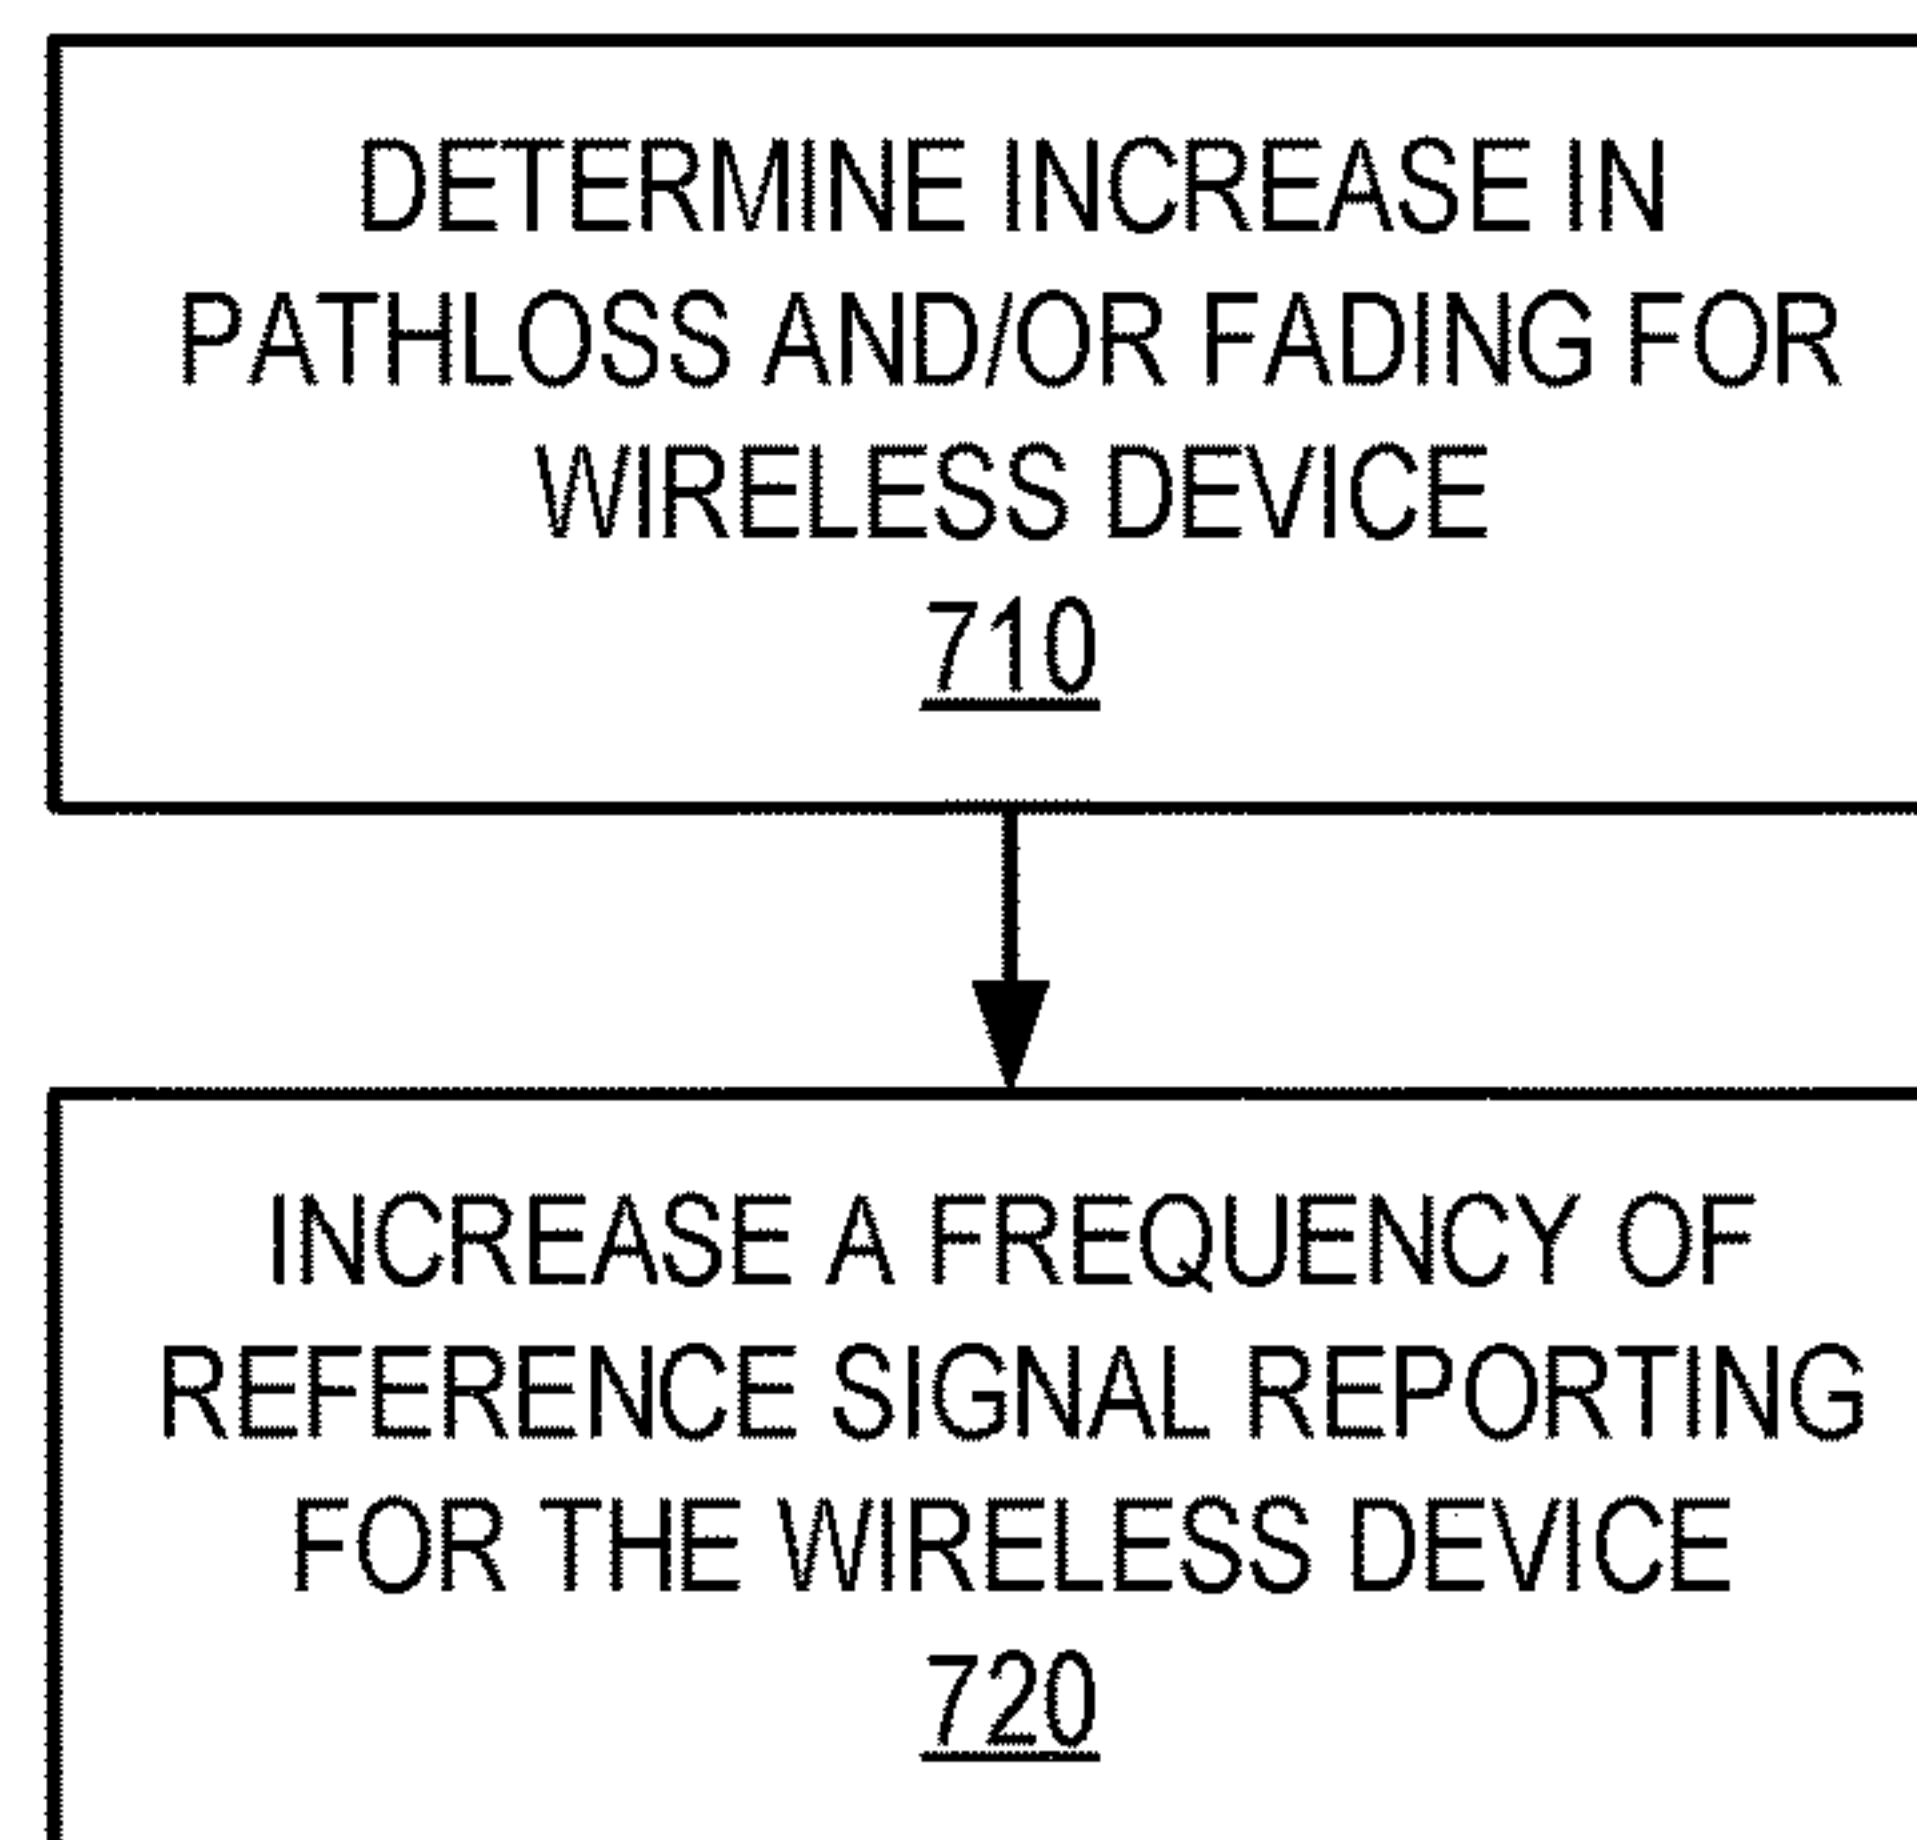 DETERMINE INCREASE IN
PATHLOSS AND/OR FADING FOR
WIRELESS DEVICE
710
INCREASE A FREQUENCY OF
REFERENCE SIGNAL REPORTING
FOR THE WIRELESS DEVICE
720